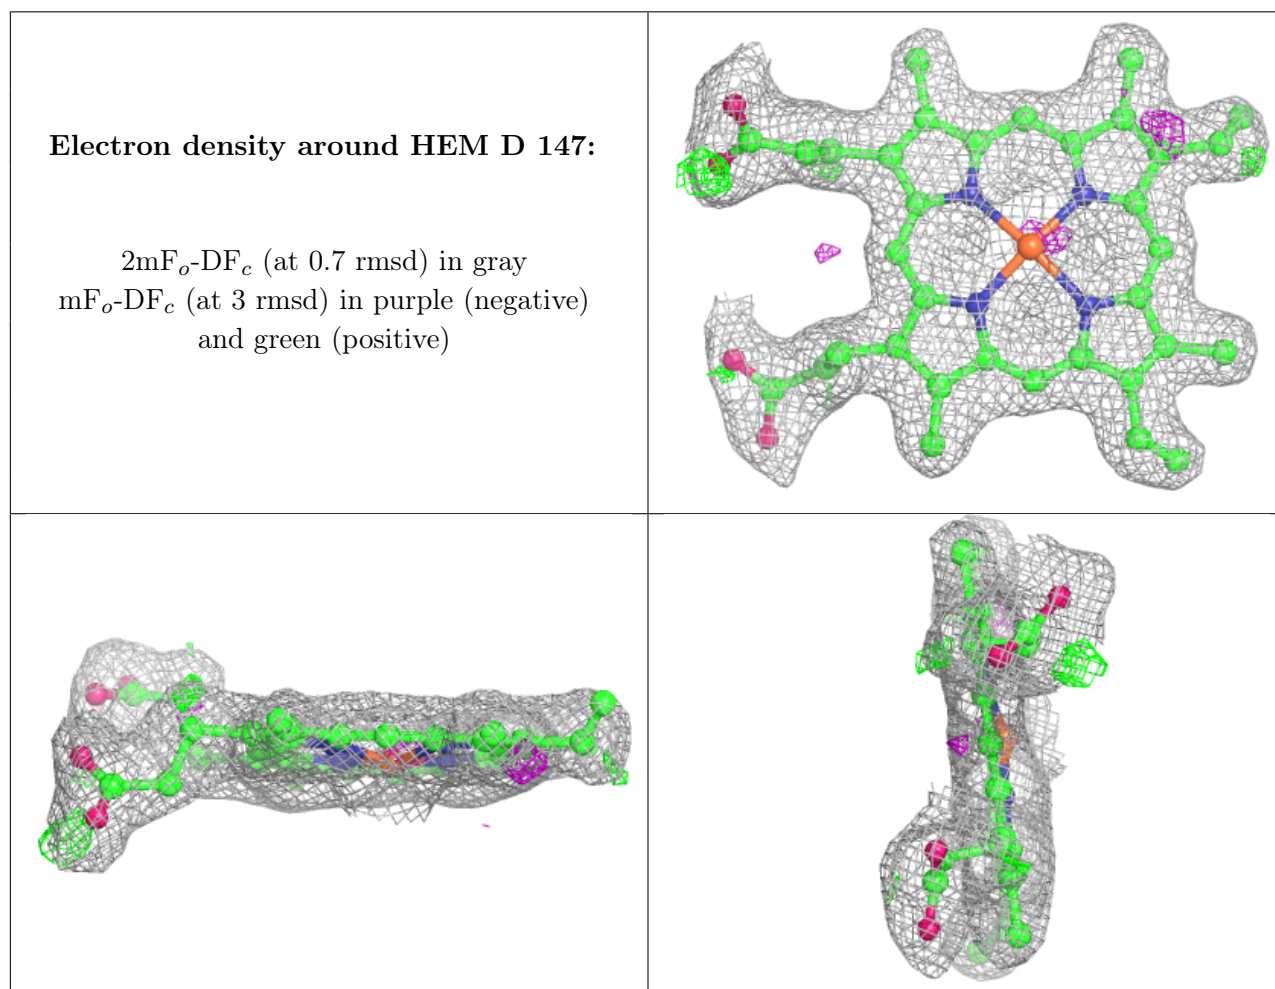 Electron density around HEM D 147:
2mFₒ-DF𝒸 (at 0.7 rmsd) in gray
mFₒ-DF𝒸 (at 3 rmsd) in purple (negative)
and green (positive)